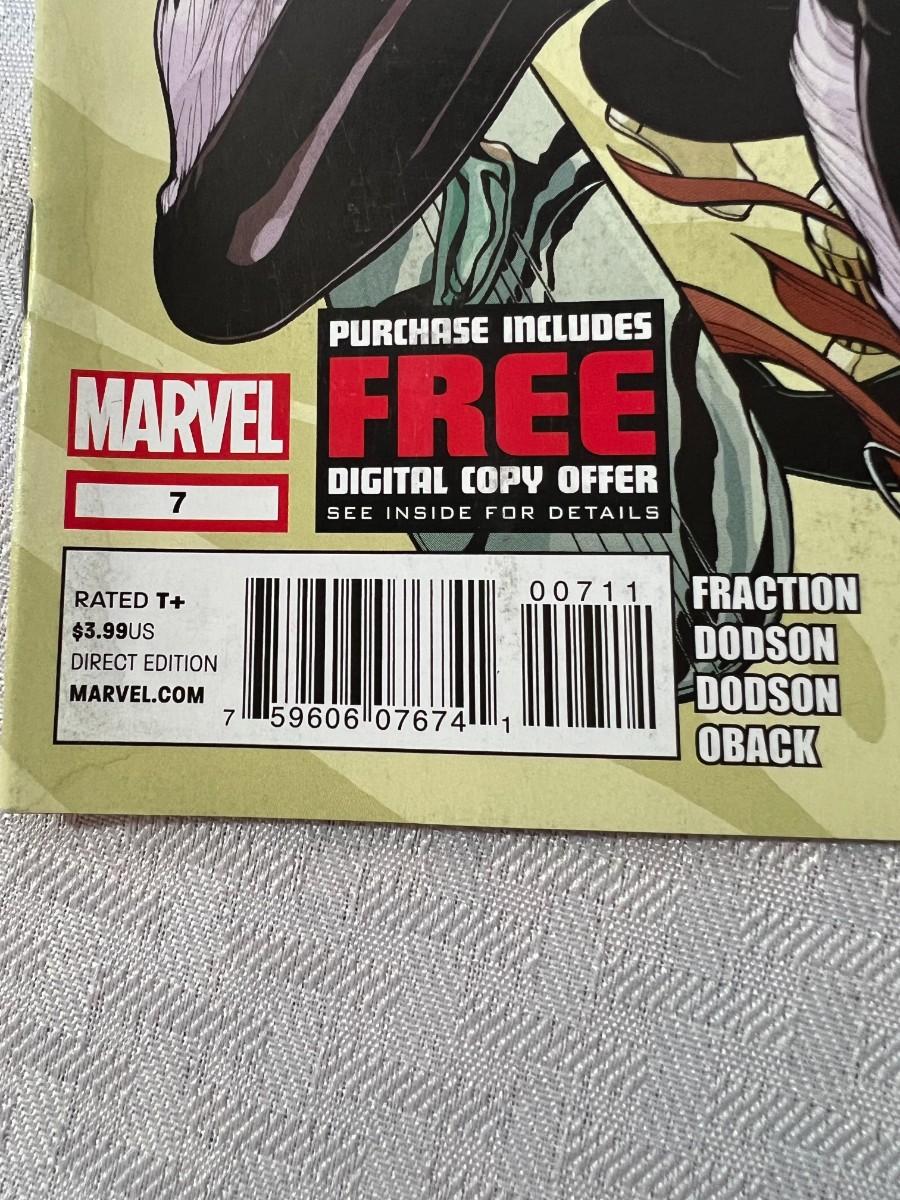 PURCHASE INCLUDES
FREE
DIGITAL COPY OFFER
SEE INSIDE FOR DETAILS
MARVEL
7
RATED T+
$3.99US
DIRECT EDITION
MARVEL.COM
7 59606 07674 1
00711
FRACTION
DODSON
DODSON
OBACK